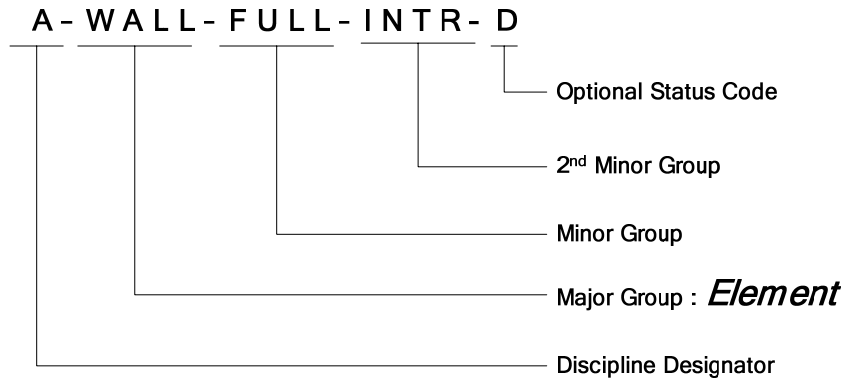 A-WALL-FULL-INTR-D
Optional Status Code
2nd Minor Group
Minor Group
Major Group : Element
Discipline Designator